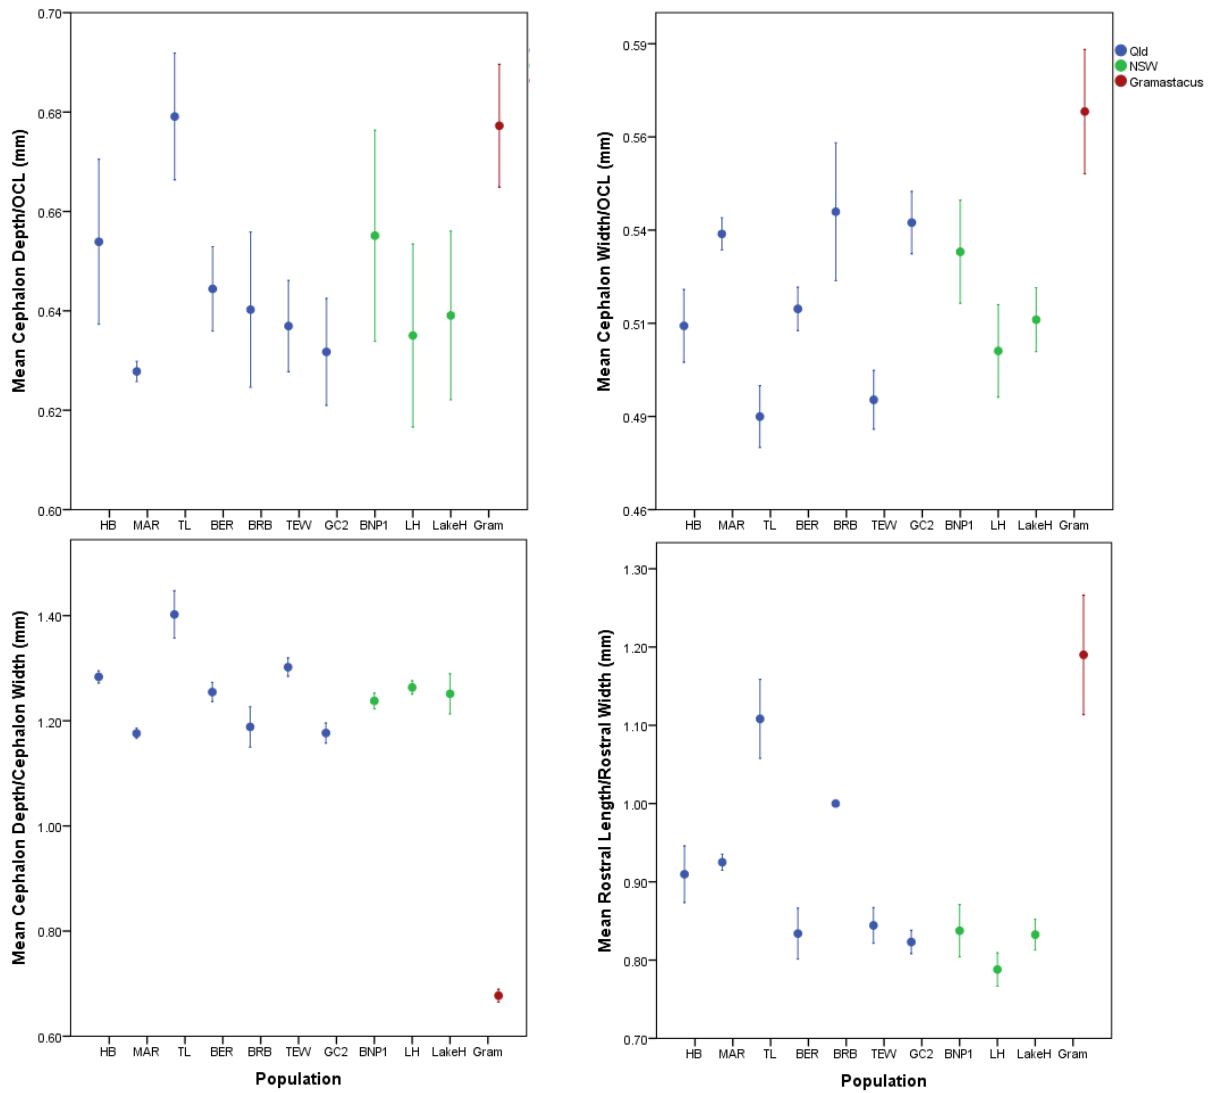 Mean Cephalon Depth/OCL (mm)
0.70
0.68
0.66
0.64
0.62
0.60
HB MAR TL BER BRB TEW GC2 BNP1 LH LakeH Gram
Mean Cephalon Width/OCL (mm)
0.59
0.56
0.54
0.51
0.49
0.46
HB MAR TL BER BRB TEW GC2 BNP1 LH LakeH Gram
Qld
NSW
Gramastacus
Mean Cephalon Depth/Cephalon Width (mm)
1.40
1.20
1.00
0.80
0.60
HB MAR TL BER BRB TEW GC2 BNP1 LH LakeH Gram
Population
Mean Rostral Length/Rostral Width (mm)
1.30
1.20
1.10
1.00
0.90
0.80
0.70
HB MAR TL BER BRB TEW GC2 BNP1 LH LakeH Gram
Population